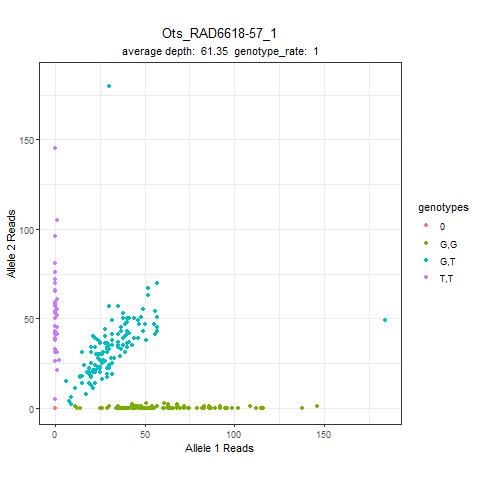 Ots_RAD6618-57_1
average depth: 61.35 genotype_rate: 1
Allele 2 Reads
150
100
50
0
0
50
100
150
Allele 1 Reads
genotypes
0
G,G
G,T
T,T